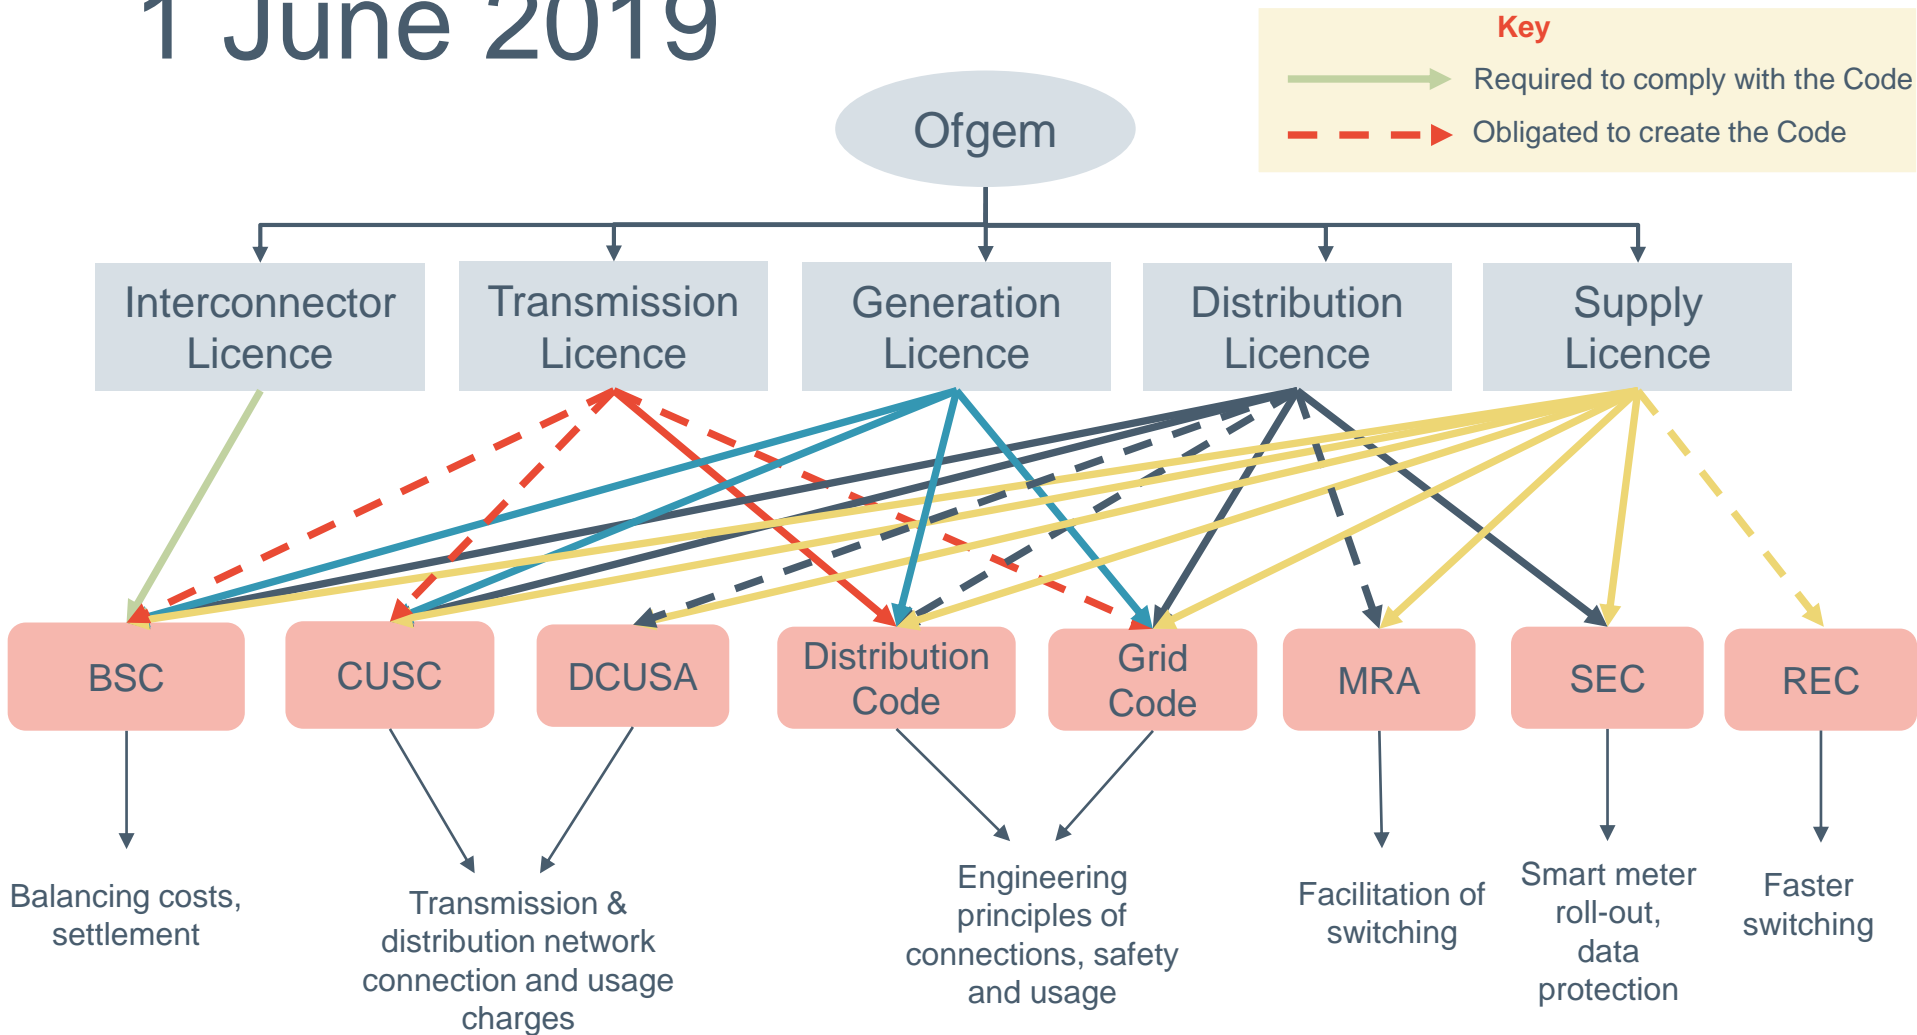 1 June 2019
Key
Required to comply with the Code
Obligated to create the Code
Ofgem
Interconnector
Licence
Transmission
Licence
Generation
Licence
Distribution
Licence
Supply
Licence
BSC
CUSC
DCUSA
Distribution
Code
Grid
Code
MRA
SEC
REC
Balancing costs,
settlement
Transmission &
distribution network
connection and usage
charges
Engineering
principles of
connections, safety
and usage
Facilitation of
switching
Smart meter
roll-out,
data
protection
Faster
switching